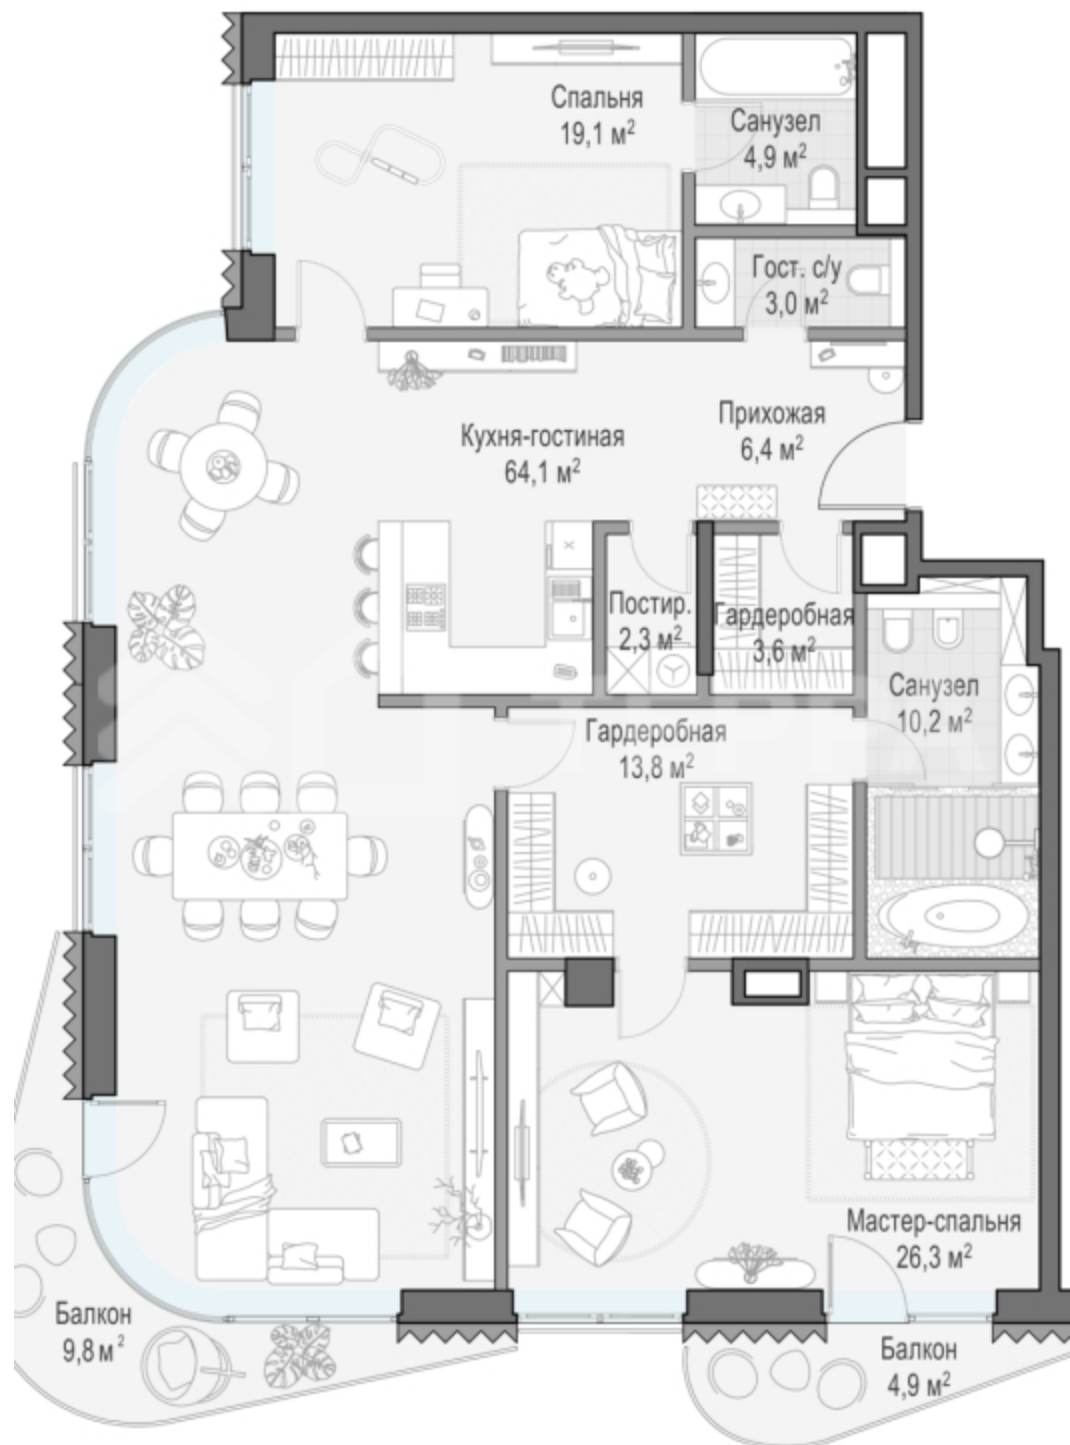 Спальня
19,1 м²
Санузел
4,9 м²
Гост. с/у
3,0 м²
Прихожая
6,4 м²
Кухня-гостиная
64,1 м²
Постир.
2,3 м²
Гардеробная
3,6 м²
Санузел
10,2 м²
Гардеробная
13,8 м²
Мастер-спальня
26,3 м²
Балкон
9,8 м²
Балкон
4,9 м²